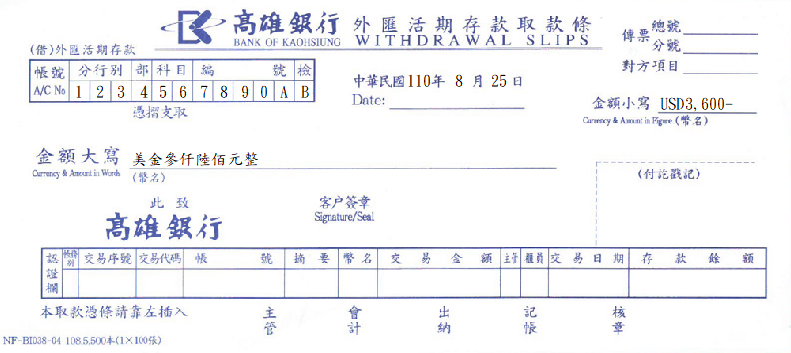 高雄銀行 外匯活期存款取款條
BANK OF KAOHSIUNG WITHDRAWAL SLIPS
傳票 總號
分號
對方項目
(借)外匯活期存款
帳號 分行別 部 科目 編 號 檢
A/C No 1 2 3 4 5 6 7 8 9 0 A B
憑摺支取
中華民國110年 8 月 25 日
Date:
金額小寫 USD3,600-
Currency & Amount in Figure (幣名)
金額大寫 美金參仟陸佰元整
Currency & Amount in Words (幣名)
(付訖戳記)
此 致
高雄銀行
客户簽章
Signature/Seal
認證欄 帳務別 交易序號 交易代碼 帳 號 摘 要 幣名 交 易 金 額 主管 櫃員 交易日期 存 款 餘 額
本取款憑條請靠左插入 主管 會計 出納 記帳 核章
NF-BI038-04 108.5.500本(1×100張)